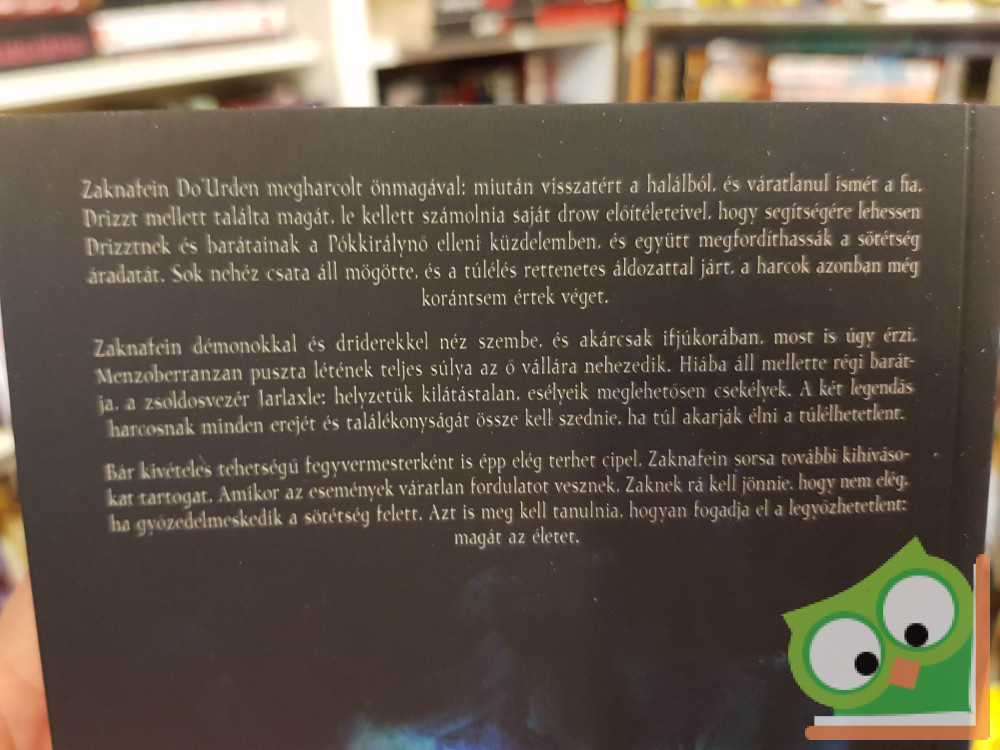 Zaknafein Do'Urden megharcolt önmagával: miután visszatért a halálból, és váratlanul ismét a fia,
Drizzt mellett találta magát, le kellett számolnia saját drow előítéleteivel, hogy segítségére lehessen
Drizztnek és barátainak a Pókkirálynő elleni küzdelemben, és együtt megfordíthassák a sötétség
áradatát. Sok nehéz csata áll mögötte, és a túlélés rettenetes áldozattal járt, a harcok azonban még
korántsem értek véget.
Zaknafein démonokkal és driderekkel néz szembe, és akárcsak ifjúkorában, most is úgy érzi,
Menzoberranzan puszta létének teljes súlya az ő vállára nehezedik. Hiába áll mellette régi barát-
ja, a zsoldosvezér Jarlaxle; helyzetük kilátástalan, esélyeik meglehetősen csekélyek. A két legendás
harcosnak minden erejét és találékonyságát össze kell szednie, ha túl akarják élni a túlélhetetlent.
Bár kivételes tehetségű fegyvermesterként is épp elég terhet cipel, Zaknafein sorsa további kihíváso-
kat tartogat. Amikor az események váratlan fordulatot vesznek, Zaknek rá kell jönnie, hogy nem elég,
ha győzedelmeskedik a sötétség felett. Azt is meg kell tanulnia, hogyan fogadja el a legyőzhetetlent:
magát az életet.